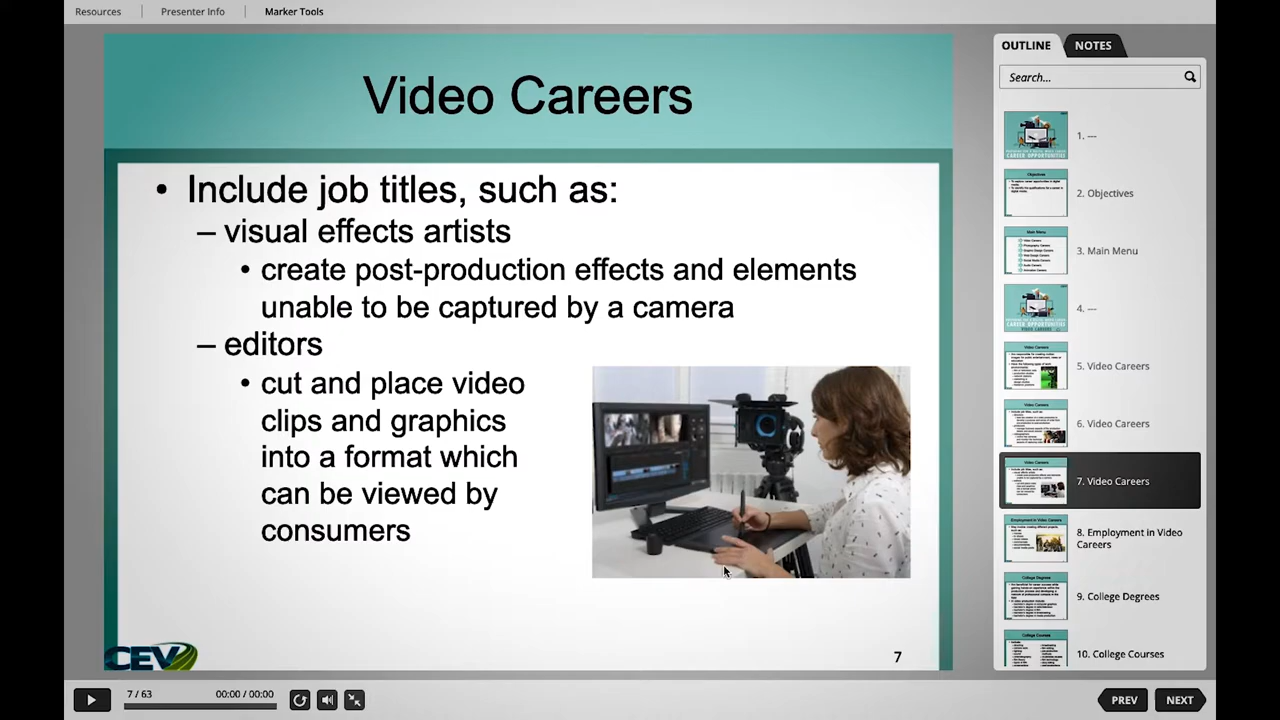 Resources
Presenter Info
Marker Tools
Video Careers
• Include job titles, such as:
– visual effects artists
• create post-production effects and elements
unable to be captured by a camera
– editors
• cut and place video
clips and graphics
into a format which
can be viewed by
consumers
CEV
7
OUTLINE
NOTES
Search...
1. ---
2. Objectives
3. Main Menu
4. ---
5. Video Careers
6. Video Careers
7. Video Careers
8. Employment in Video
Careers
9. College Degrees
10. College Courses
7 / 63
00:00 / 00:00
PREV
NEXT